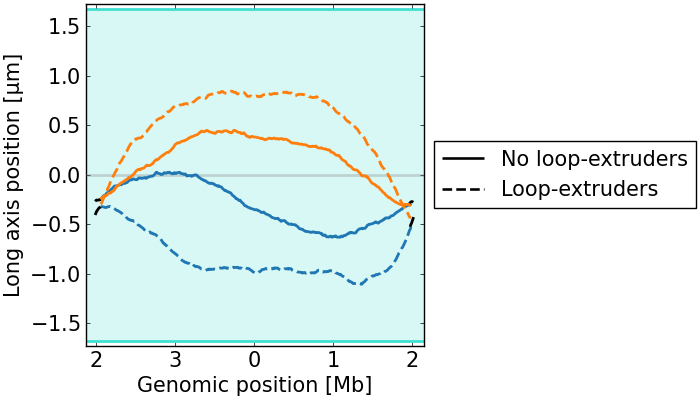 1.5
1.0
0.5
0.0
−0.5
−1.0
−1.5
Long axis position [μm]
2 3 0 1 2
Genomic position [Mb]
No loop-extruders
Loop-extruders